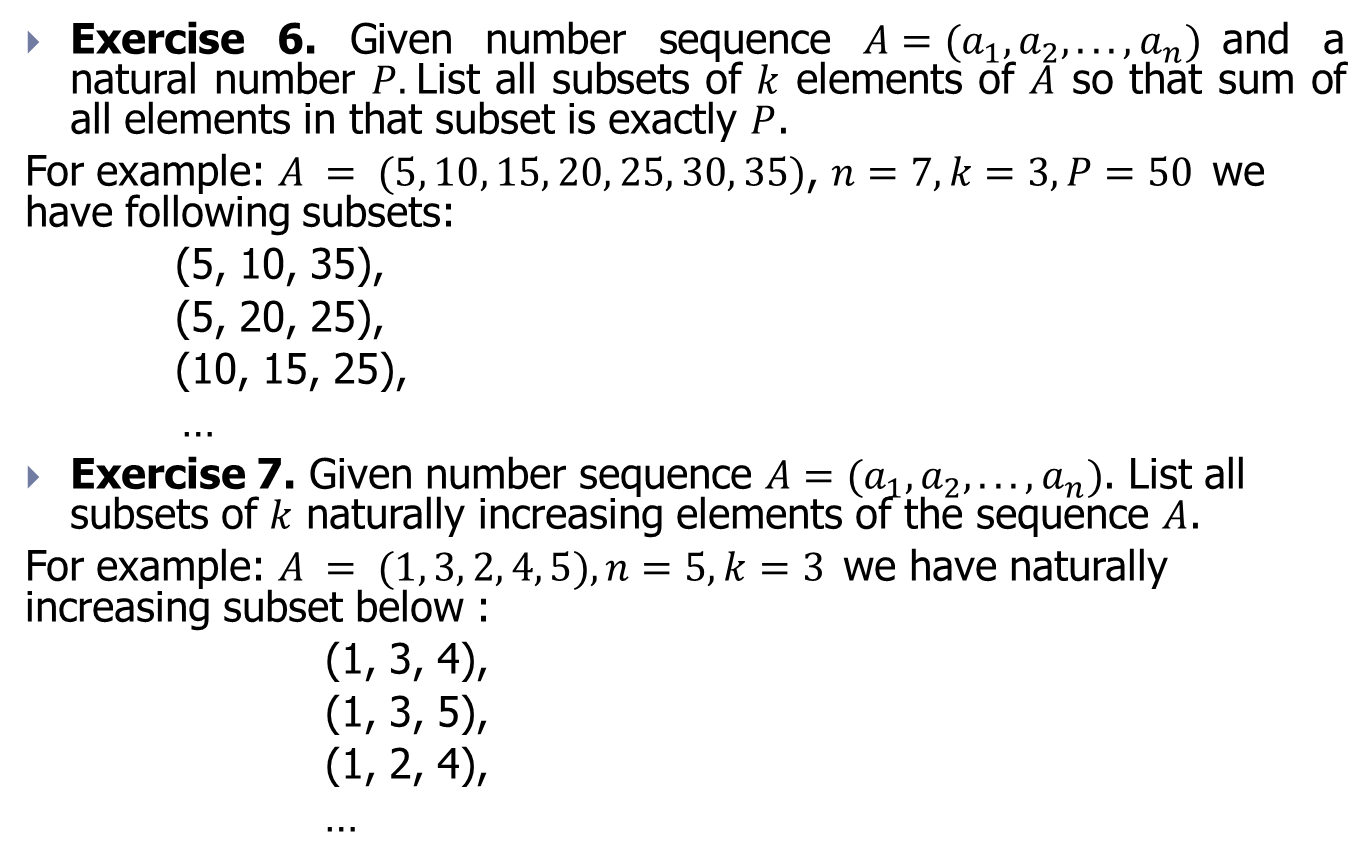 Exercise 6. Given number sequence A = (a₁, a₂, . . . , aₙ) and a
natural number P. List all subsets of k elements of A so that sum of
all elements in that subset is exactly P.
For example: A = (5, 10, 15, 20, 25, 30, 35), n = 7, k = 3, P = 50 we
have following subsets:
(5, 10, 35),
(5, 20, 25),
(10, 15, 25),
...
Exercise 7. Given number sequence A = (a₁, a₂, . . . , aₙ). List all
subsets of k naturally increasing elements of the sequence A.
For example: A = (1, 3, 2, 4, 5), n = 5, k = 3 we have naturally
increasing subset below :
(1, 3, 4),
(1, 3, 5),
(1, 2, 4),
...